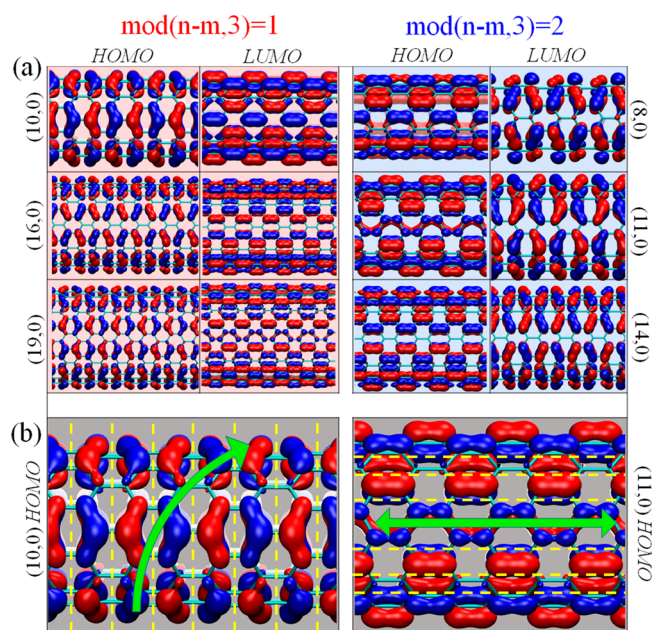 mod(n-m,3)=1 mod(n-m,3)=2
HOMO LUMO HOMO LUMO
(a)
(10,0)
(8,0)
(16,0)
(11,0)
(19,0)
(14,0)
(b)
(10,0) HOMO
(11,0) HOMO